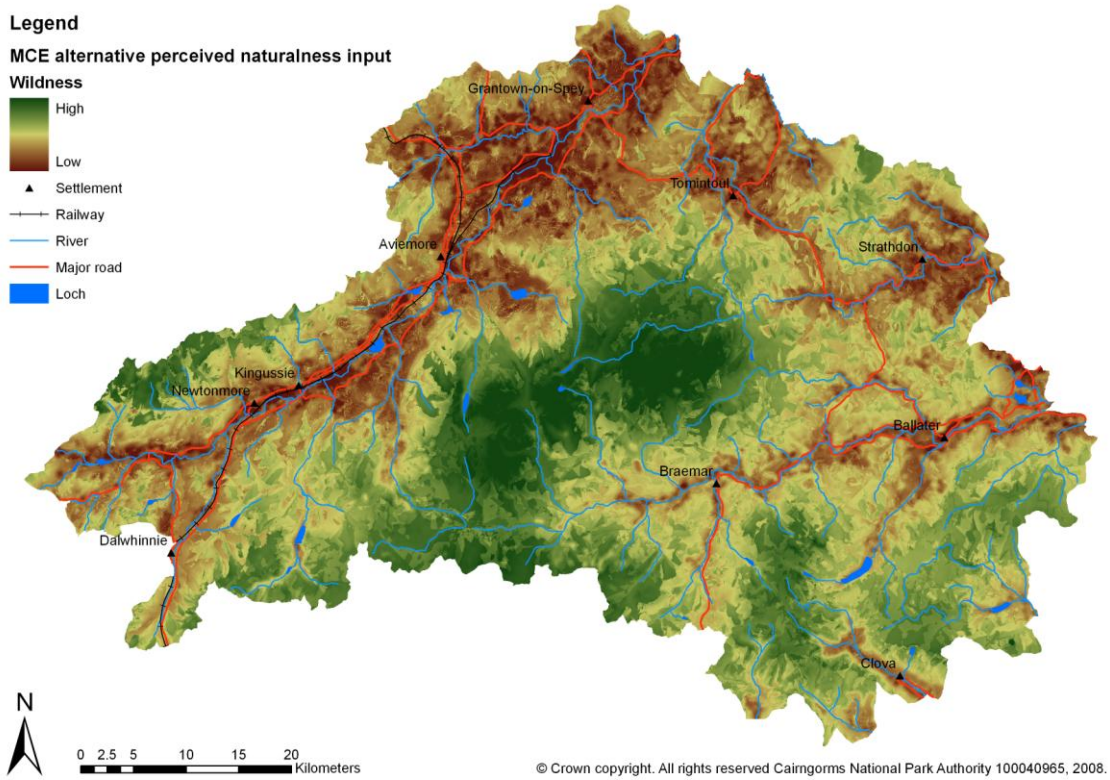 Legend
MCE alternative perceived naturalness input
Wildness
High
Low
Settlement
Railway
River
Major road
Loch
Grantown-on-Spey
Tomintoul
Aviemore
Strathdon
Kingussie
Newtonmore
Ballater
Braemar
Dalwhinnie
Clova
N
0 2.5 5 10 15 20
Kilometers
© Crown copyright. All rights reserved Cairngorms National Park Authority 100040965, 2008.